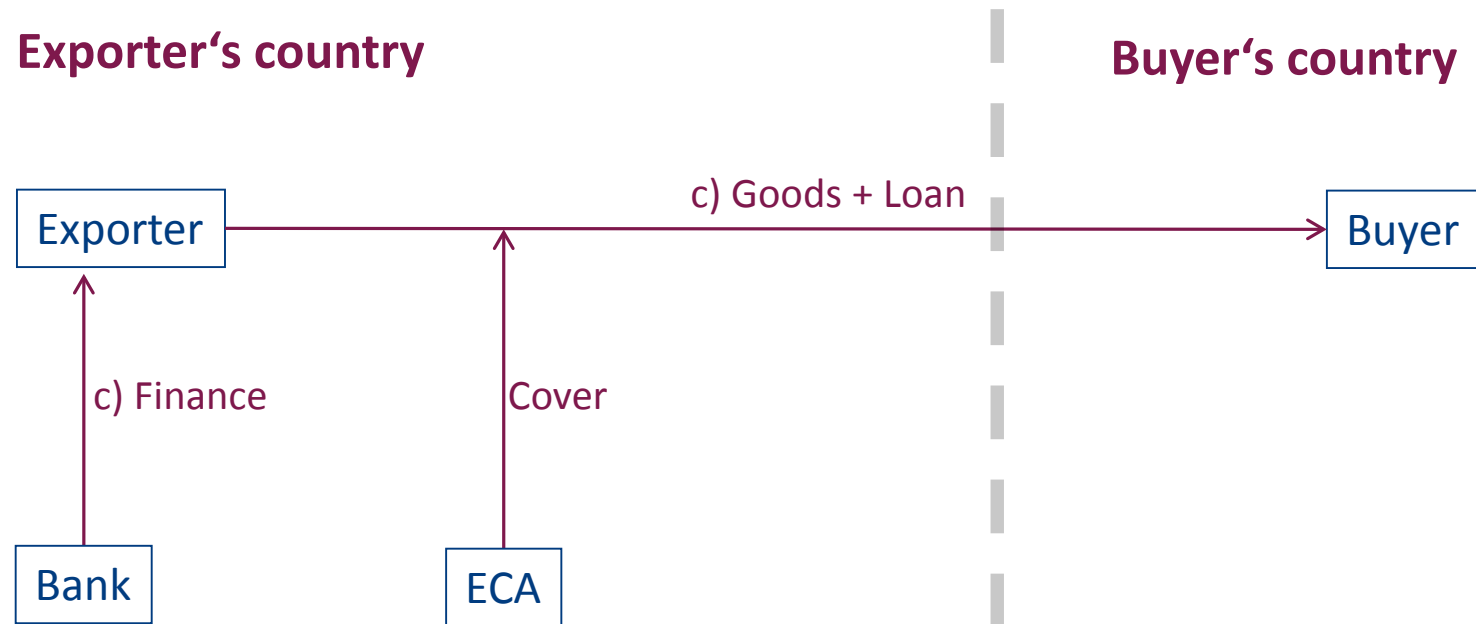 Exporter‘s country
Buyer‘s country
c) Goods + Loan
Exporter
Buyer
c) Finance
Cover
Bank
ECA